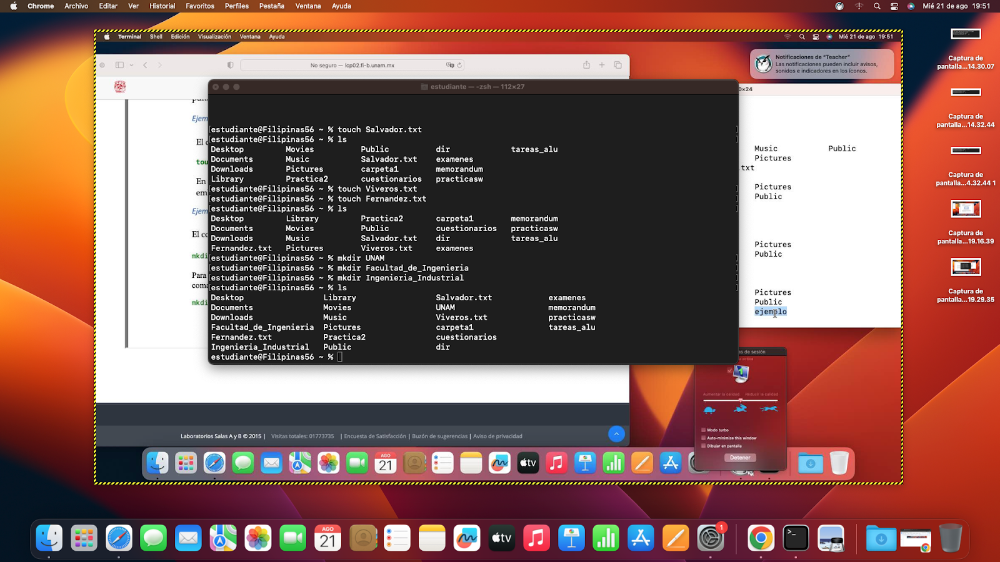 Chrome Archivo Editar Ver Historial Favoritos Perfiles Pestaña Ventana Ayuda Mié 21 de ago 19:51
Terminal Shell Edición Visualización Ventana Ayuda Mié 21 de ago 19:51
Notificaciones de “Teacher”
Las notificaciones pueden incluir avisos,
sonidos e indicadores en los íconos.
No seguro — lcp02.fi-b.unam.mx
estudiante — -zsh — 112×27
estudiante@Filipinas56 ~ % touch Salvador.txt
estudiante@Filipinas56 ~ % ls
Desktop Movies Public dir tareas_alu
Documents Music Salvador.txt examenes
Downloads Pictures carpeta1 memorandum
Library Practica2 cuestionarios practicasw
estudiante@Filipinas56 ~ % touch Viveros.txt
estudiante@Filipinas56 ~ % touch Fernandez.txt
estudiante@Filipinas56 ~ % ls
Desktop Library Practica2 carpeta1 memorandum
Documents Movies Public cuestionarios practicasw
Downloads Music Salvador.txt dir tareas_alu
Fernandez.txt Pictures Viveros.txt examenes
estudiante@Filipinas56 ~ % mkdir UNAM
estudiante@Filipinas56 ~ % mkdir Facultad_de_Ingenieria
estudiante@Filipinas56 ~ % mkdir Ingenieria_Industrial
estudiante@Filipinas56 ~ % ls
Desktop Library Salvador.txt examenes
Documents Movies UNAM memorandum
Downloads Music Viveros.txt practicasw
Facultad_de_Ingenieria Pictures carpeta1 tareas_alu
Fernandez.txt Practica2 cuestionarios
Ingenieria_Industrial Public dir
estudiante@Filipinas56 ~ %
Ejem
El c
tou
En
em
Ejem
El co
mkdi
Para
coma
mkdi
0×24
Music Public
Pictures
.txt
Pictures
Public
Pictures
Public
Pictures
Public
ejemplo
as de sesión
a activa
1
Aumentar la calidad Reducir la calidad
Modo turbo
Auto-minimize this window
Dibujar en pantalla
Detener
Laboratorios Salas A y B © 2015 | Visitas totales: 01773735 | Encuesta de Satisfacción | Buzón de sugerencias | Aviso de privacidad
AGO
21
tv
Captura de
pantalla...14.30.07
Captura de
pantalla...14.32.44
Captura de
pantalla...4.32.44 1
Captura de
pantalla...19.16.39
Captura de
pantalla...19.29.35
AGO
21
tv
1
>_